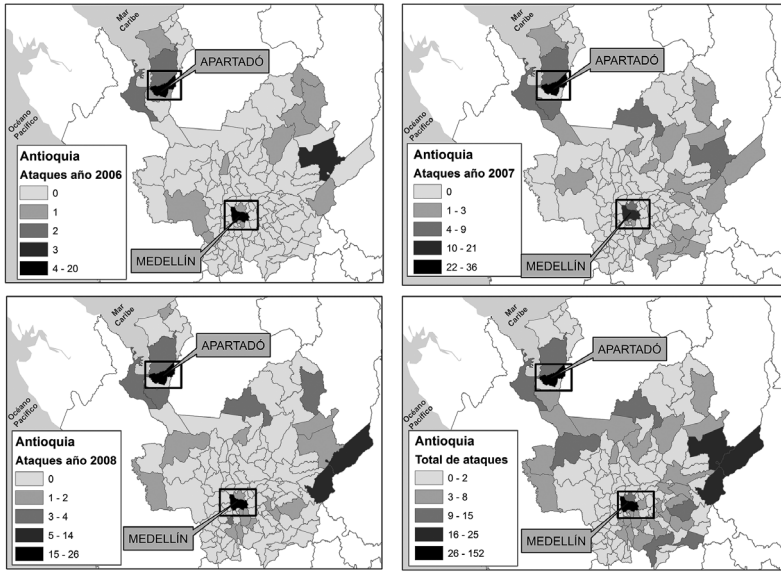 Mar
Caribe
Océano
Pacífico
APARTADÓ
MEDELLÍN
Antioquia
Ataques año 2006
0
1
2
3
4 - 20
Mar
Caribe
Océano
Pacífico
APARTADÓ
MEDELLÍN
Antioquia
Ataques año 2007
0
1 - 3
4 - 9
10 - 21
22 - 36
Mar
Caribe
Océano
Pacífico
APARTADÓ
MEDELLÍN
Antioquia
Ataques año 2008
0
1 - 2
3 - 4
5 - 14
15 - 26
Mar
Caribe
Océano
Pacífico
APARTADÓ
MEDELLÍN
Antioquia
Total de ataques
0 - 2
3 - 8
9 - 15
16 - 25
26 - 152